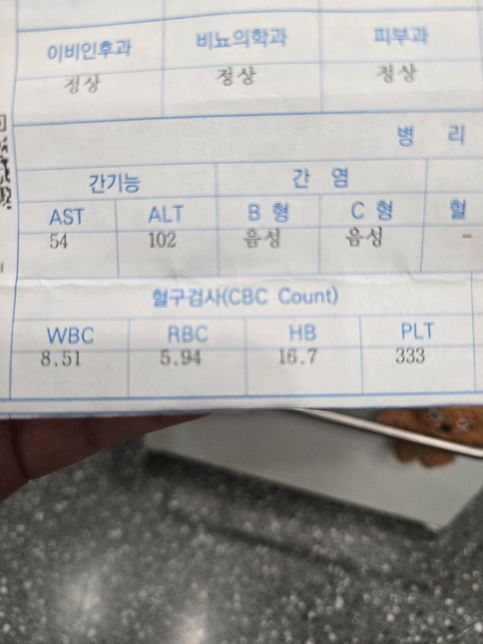 이비인후과 비뇨의학과 피부과
정상 정상 정상
병 리
간기능 간 염
AST ALT B 형 C 형 혈
54 102 음성 음성 -
혈구검사(CBC Count)
WBC RBC HB PLT
8.51 5.94 16.7 333